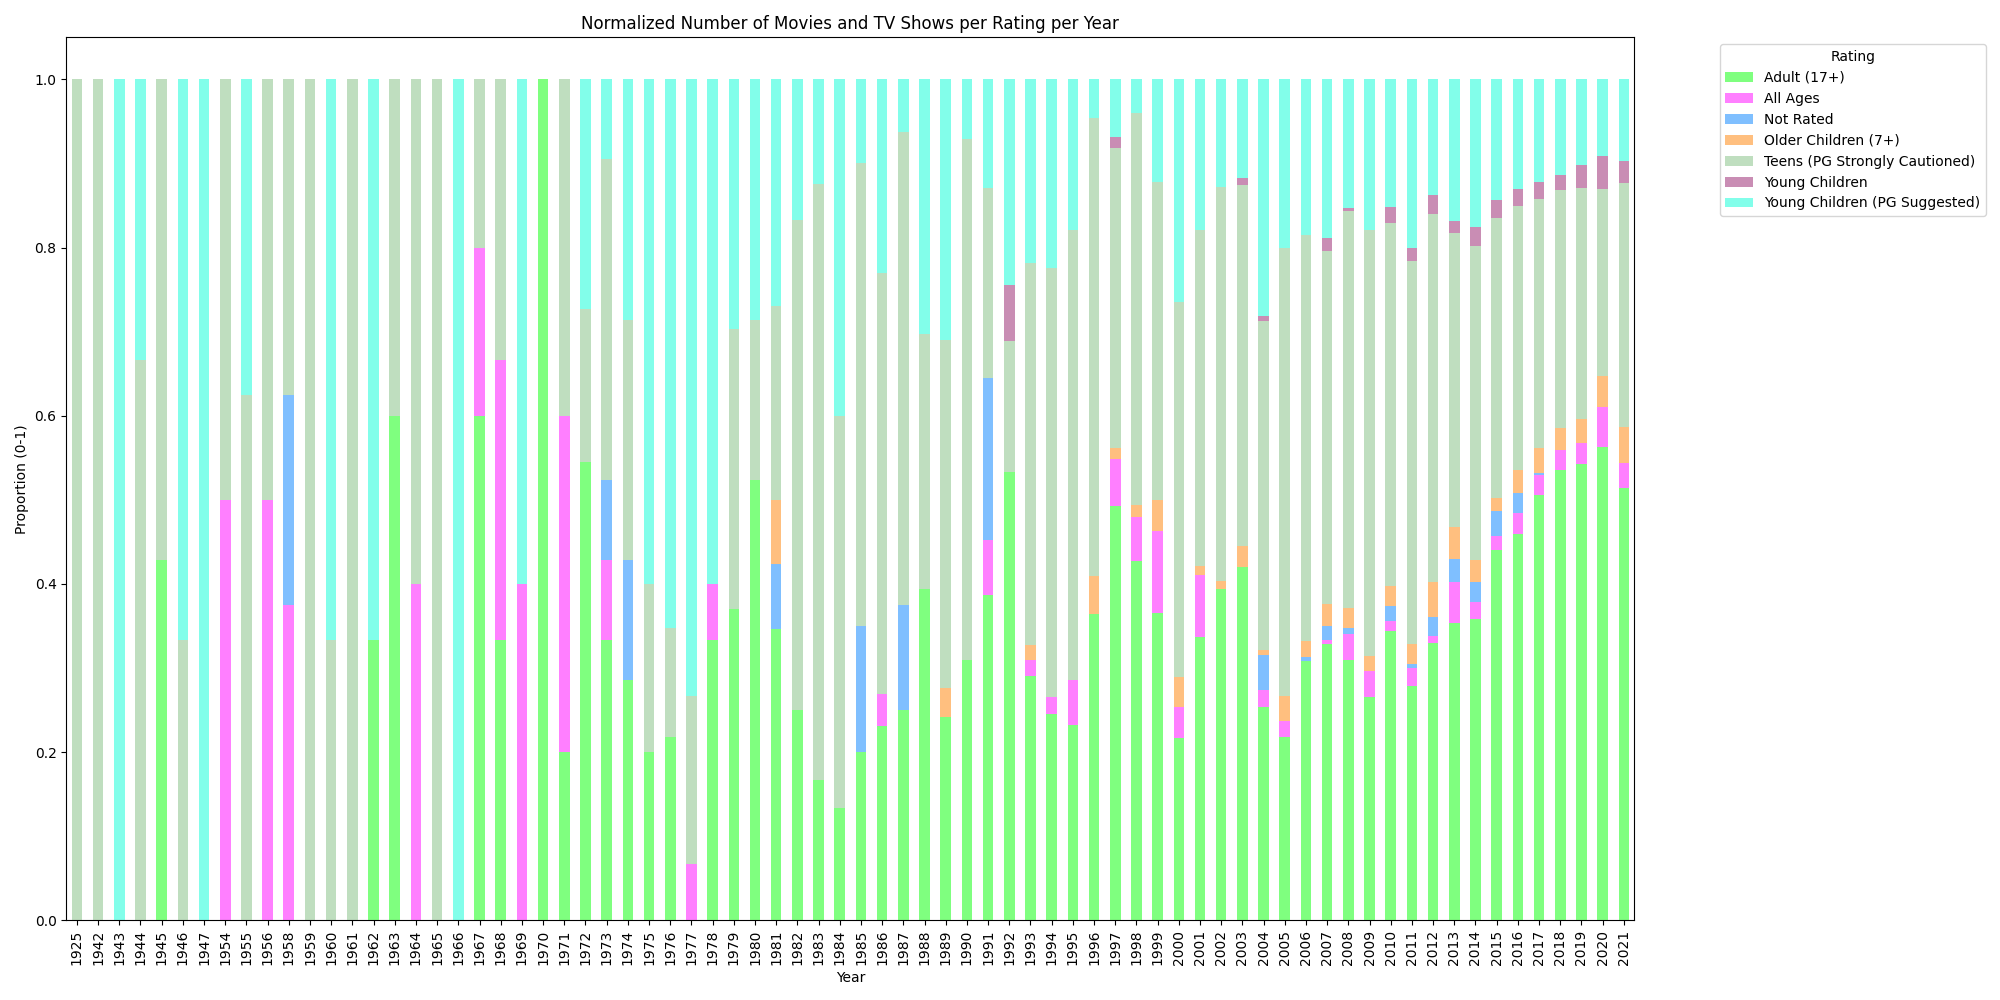 Normalized Number of Movies and TV Shows per Rating per Year
Rating
Adult (17+)
All Ages
Not Rated
Older Children (7+)
Teens (PG Strongly Cautioned)
Young Children
Young Children (PG Suggested)
Proportion (0-1)
1.0
0.8
0.6
0.4
0.2
0.0
1925 1942 1943 1944 1945 1946 1947 1954 1955 1956 1958 1959 1960 1961 1962 1963 1964 1965 1966 1967 1968 1969 1970 1971 1972 1973 1974 1975 1976 1977 1978 1979 1980 1981 1982 1983 1984 1985 1986 1987 1988 1989 1990 1991 1992 1993 1994 1995 1996 1997 1998 1999 2000 2001 2002 2003 2004 2005 2006 2007 2008 2009 2010 2011 2012 2013 2014 2015 2016 2017 2018 2019 2020 2021
Year